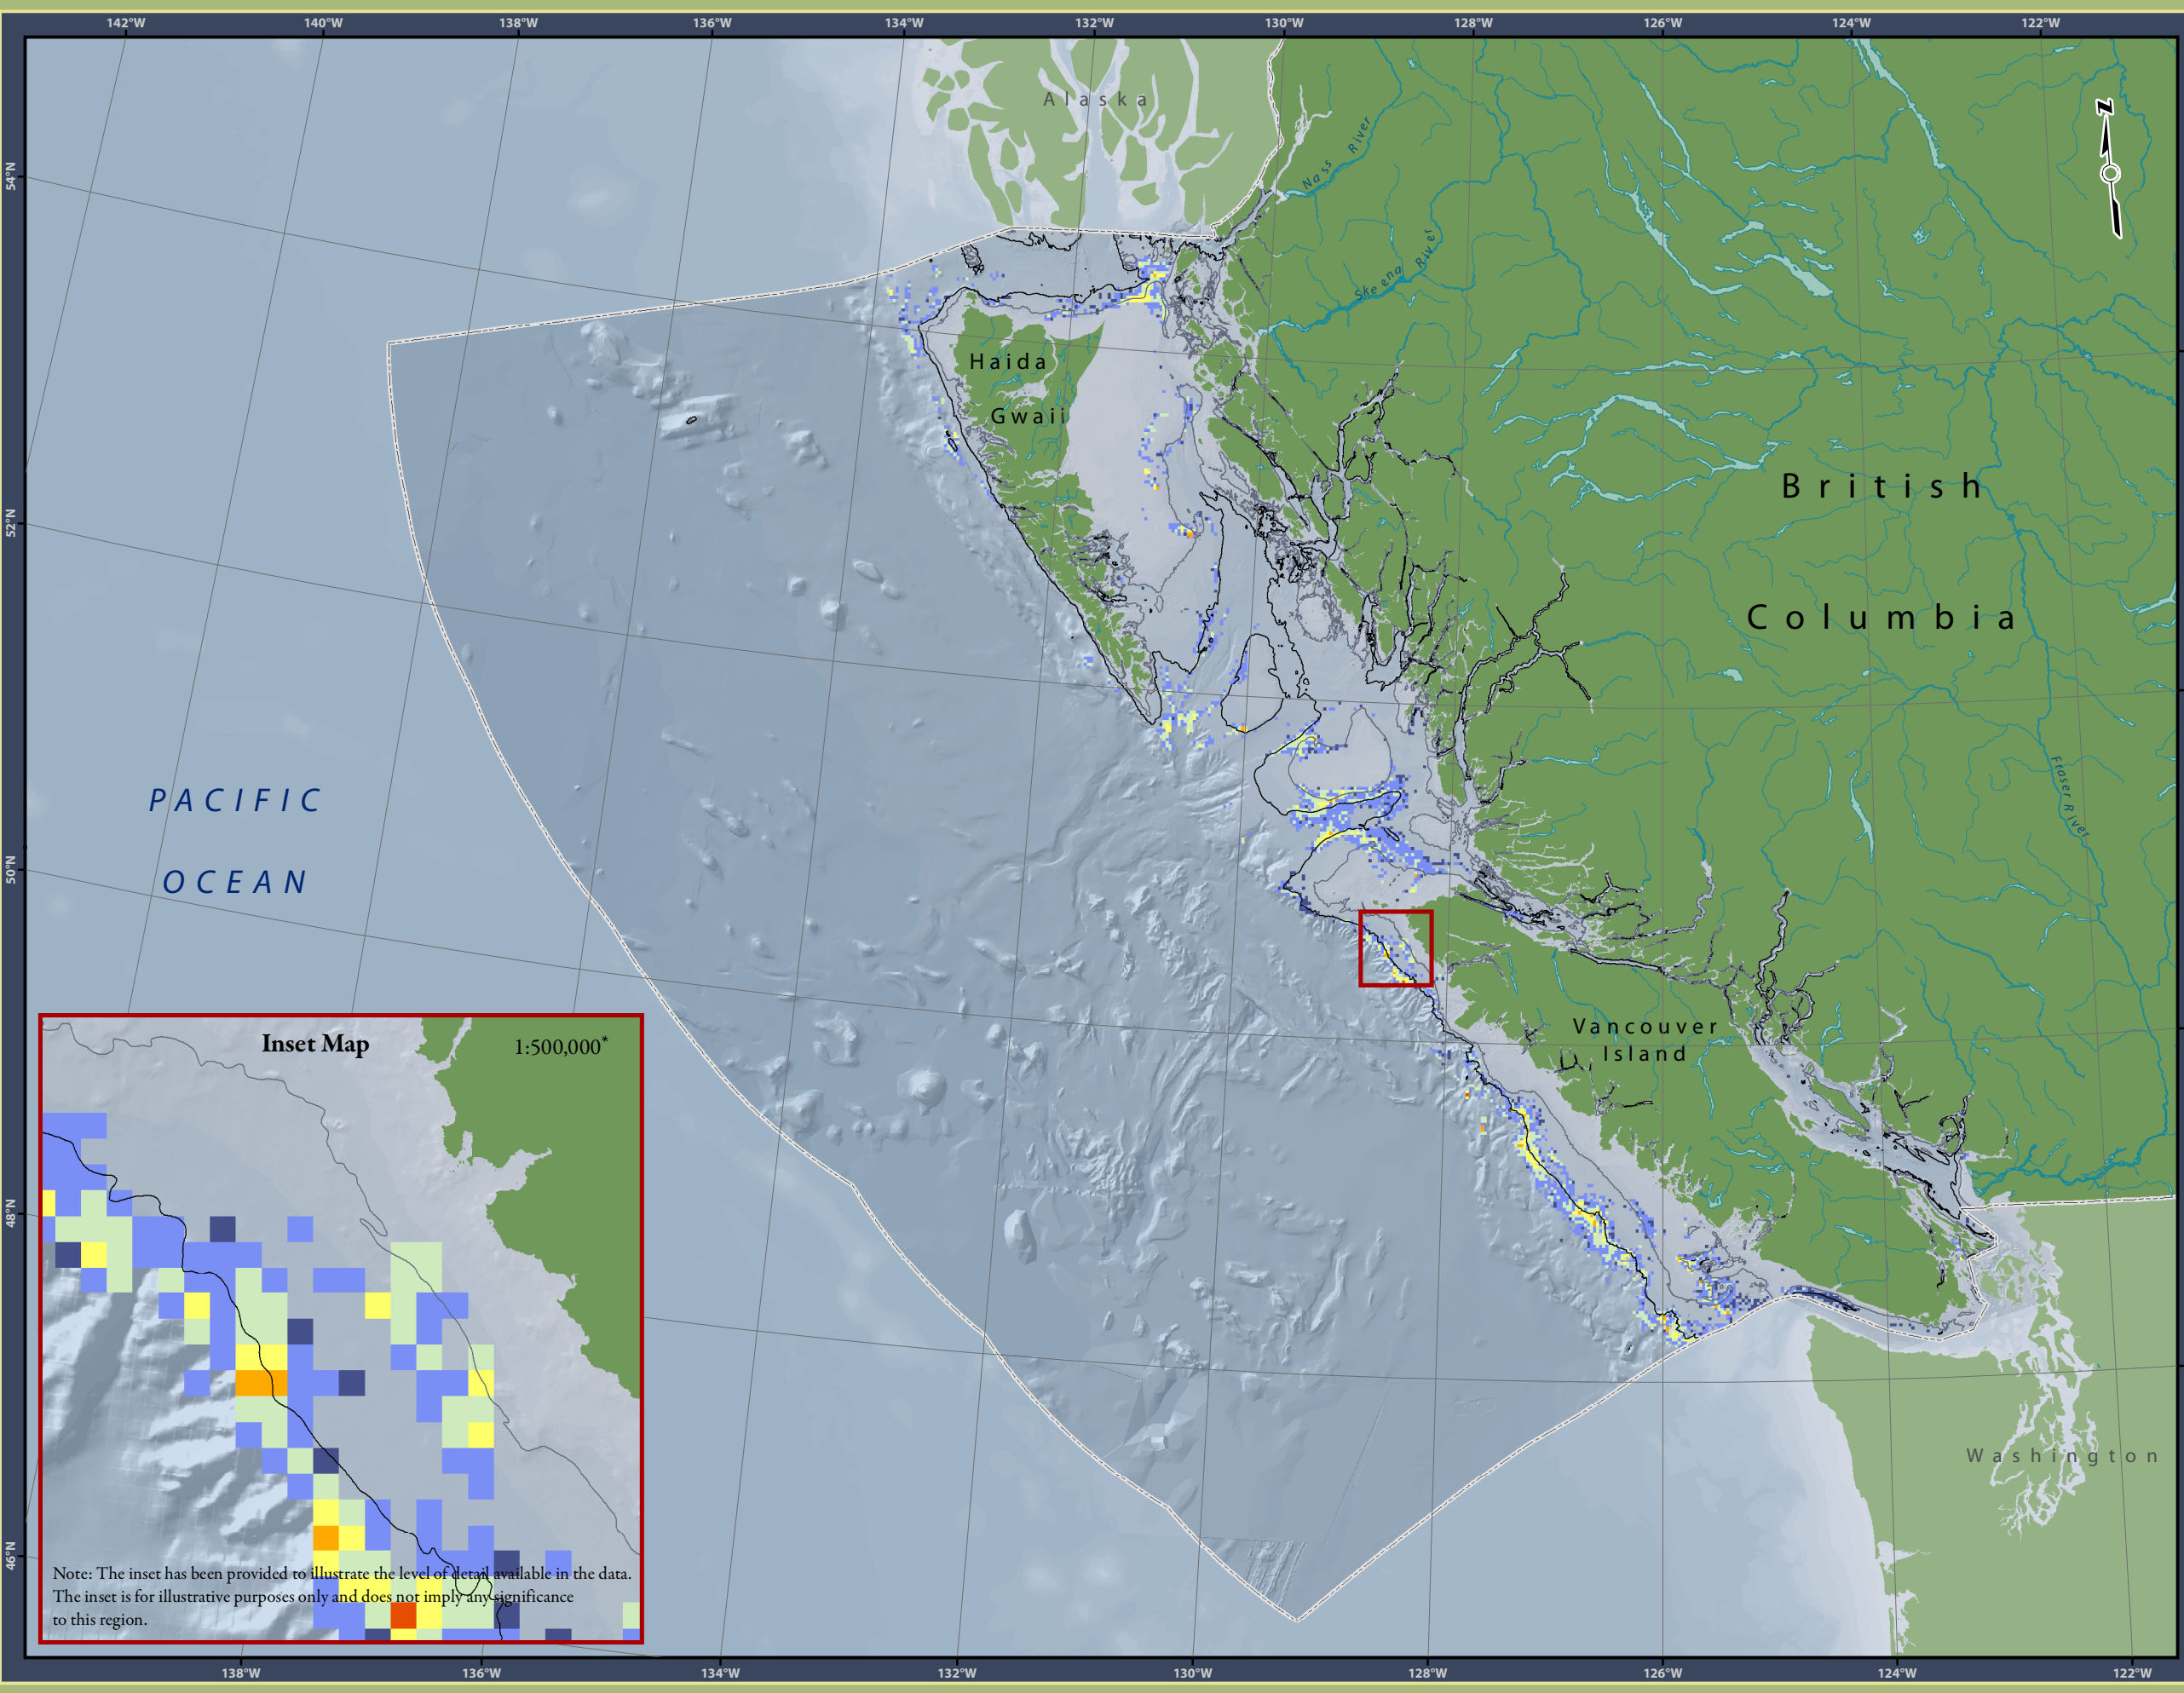 142°W 140°W 138°W 136°W 134°W 132°W 130°W 128°W 126°W 124°W 122°W
Alaska
N
Nass River
54°N
Skeena River
Haida
Gwaii
British
52°N
Columbia
PACIFIC
Fraser River
50°N
OCEAN
Vancouver
Island
Inset Map 1:500,000*
48°N
Washington
46°N
Note: The inset has been provided to illustrate the level of detail available in the data.
The inset is for illustrative purposes only and does not imply any significance
to this region.
138°W 136°W 134°W 132°W 130°W 128°W 126°W 124°W 122°W